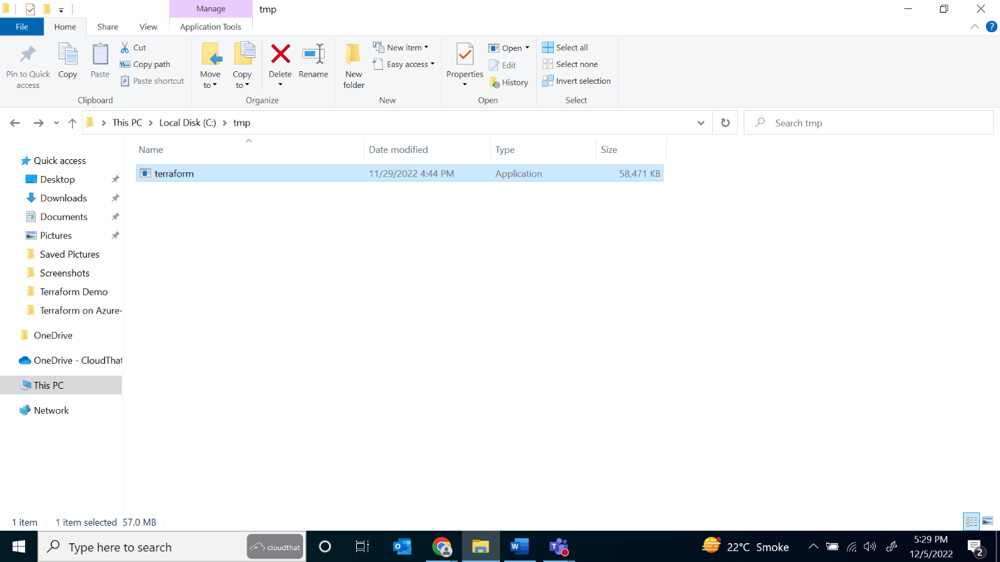 Manage
tmp
File
Home
Share
View
Application Tools
Pin to Quick access
Copy
Paste
Cut
Copy path
Paste shortcut
Move to
Copy to
Delete
Rename
New folder
New item
Easy access
Properties
Open
Edit
History
Select all
Select none
Invert selection
Clipboard
Organize
New
Open
Select
This PC
Local Disk (C:)
tmp
Search tmp
Name
Date modified
Type
Size
terraform
11/29/2022 4:44 PM
Application
58,471 KB
Quick access
Desktop
Downloads
Documents
Pictures
Saved Pictures
Screenshots
Terraform Demo
Terraform on Azure-
OneDrive
OneDrive - CloudThat
This PC
Network
1 item
1 item selected 57.0 MB
Type here to search
cloudthat
22°C Smoke
5:29 PM
12/5/2022
2